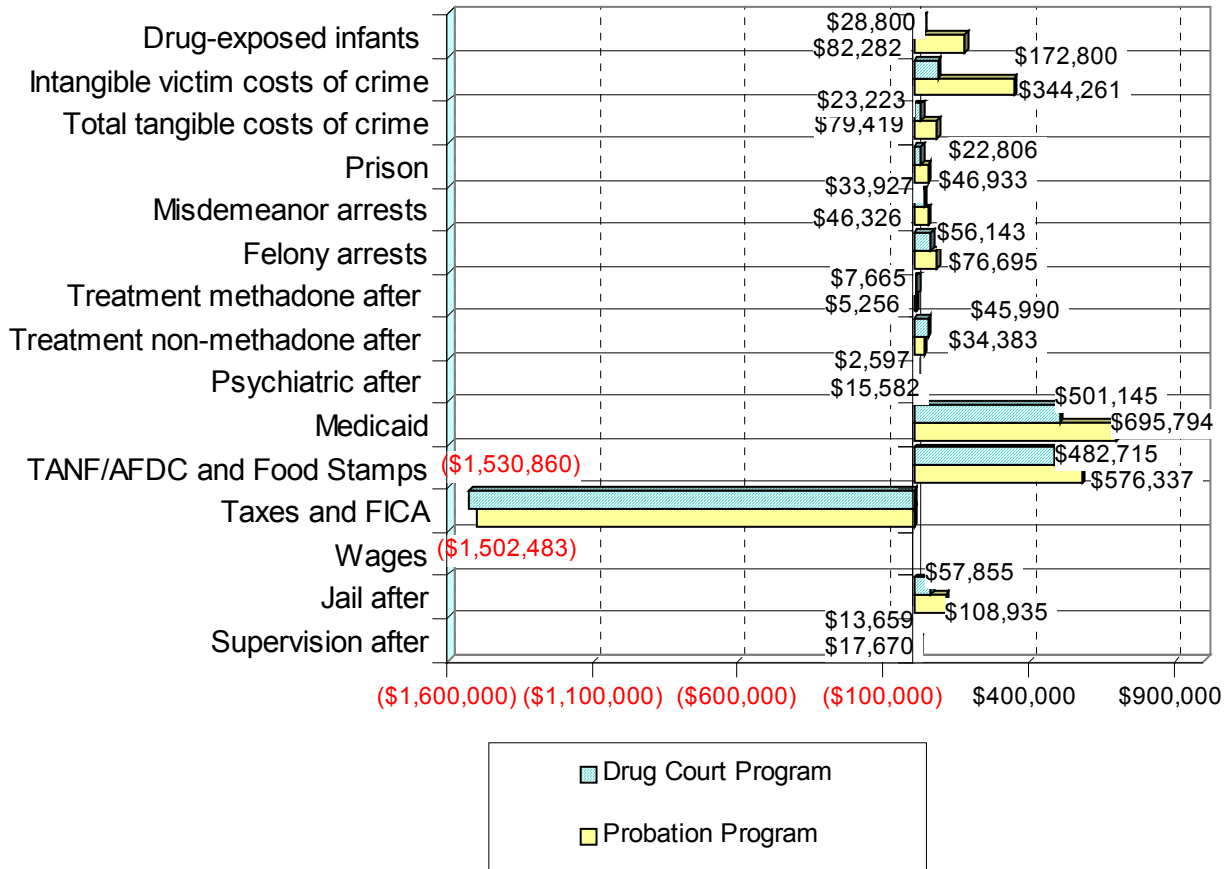 Drug-exposed infants
$28,800
$82,282
Intangible victim costs of crime
$172,800
$344,261
Total tangible costs of crime
$23,223
$79,419
Prison
$22,806
$46,933
Misdemeanor arrests
$33,927
$46,326
Felony arrests
$56,143
$76,695
Treatment methadone after
$7,665
$5,256
Treatment non-methadone after
$45,990
$34,383
Psychiatric after
$2,597
$15,582
Medicaid
$501,145
$695,794
TANF/AFDC and Food Stamps
$482,715
$576,337
Taxes and FICA
($1,530,860)
($1,502,483)
Wages
Jail after
$57,855
$108,935
Supervision after
$13,659
$17,670
($1,600,000) ($1,100,000) ($600,000) ($100,000) $400,000 $900,000
Drug Court Program
Probation Program